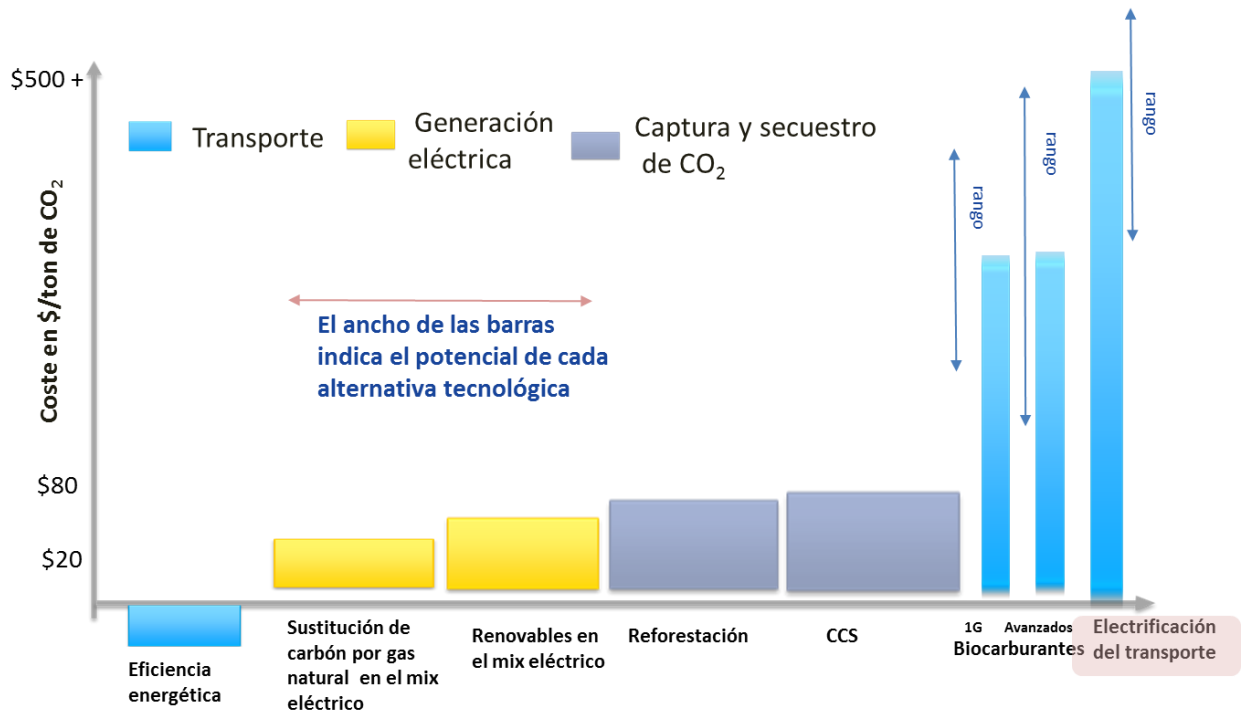 $500 +
Transporte
Generación
eléctrica
Captura y secuestro
de CO₂
rango
rango
rango
Coste en $/ton de CO₂
El ancho de las barras
indica el potencial de cada
alternativa tecnológica
$80
$20
Eficiencia
energética
Sustitución de
carbón por gas
natural en el mix
eléctrico
Renovables en
el mix eléctrico
Reforestación
CCS
1G Avanzados
Biocarburantes
Electrificación
del transporte